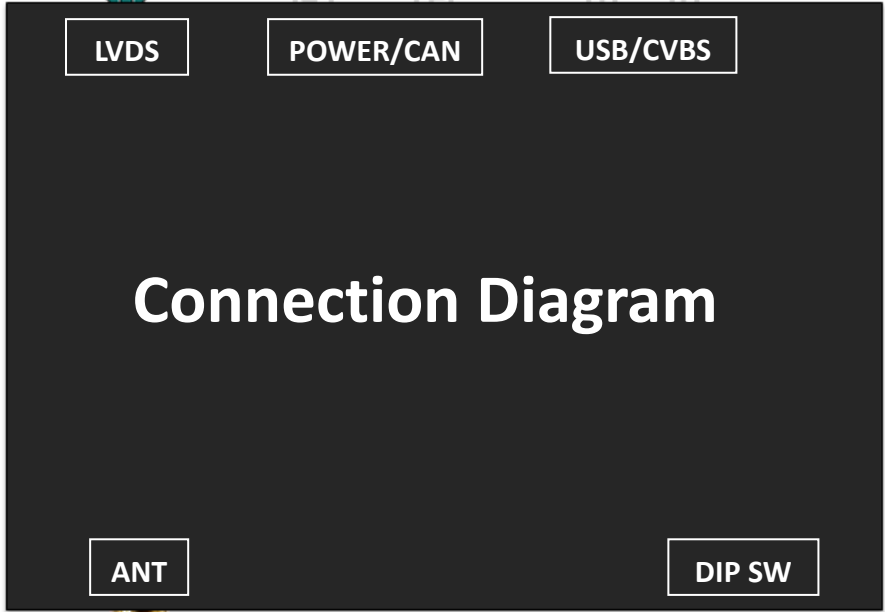 LVDS
POWER/CAN
USB/CVBS
Connection Diagram
ANT
DIP SW